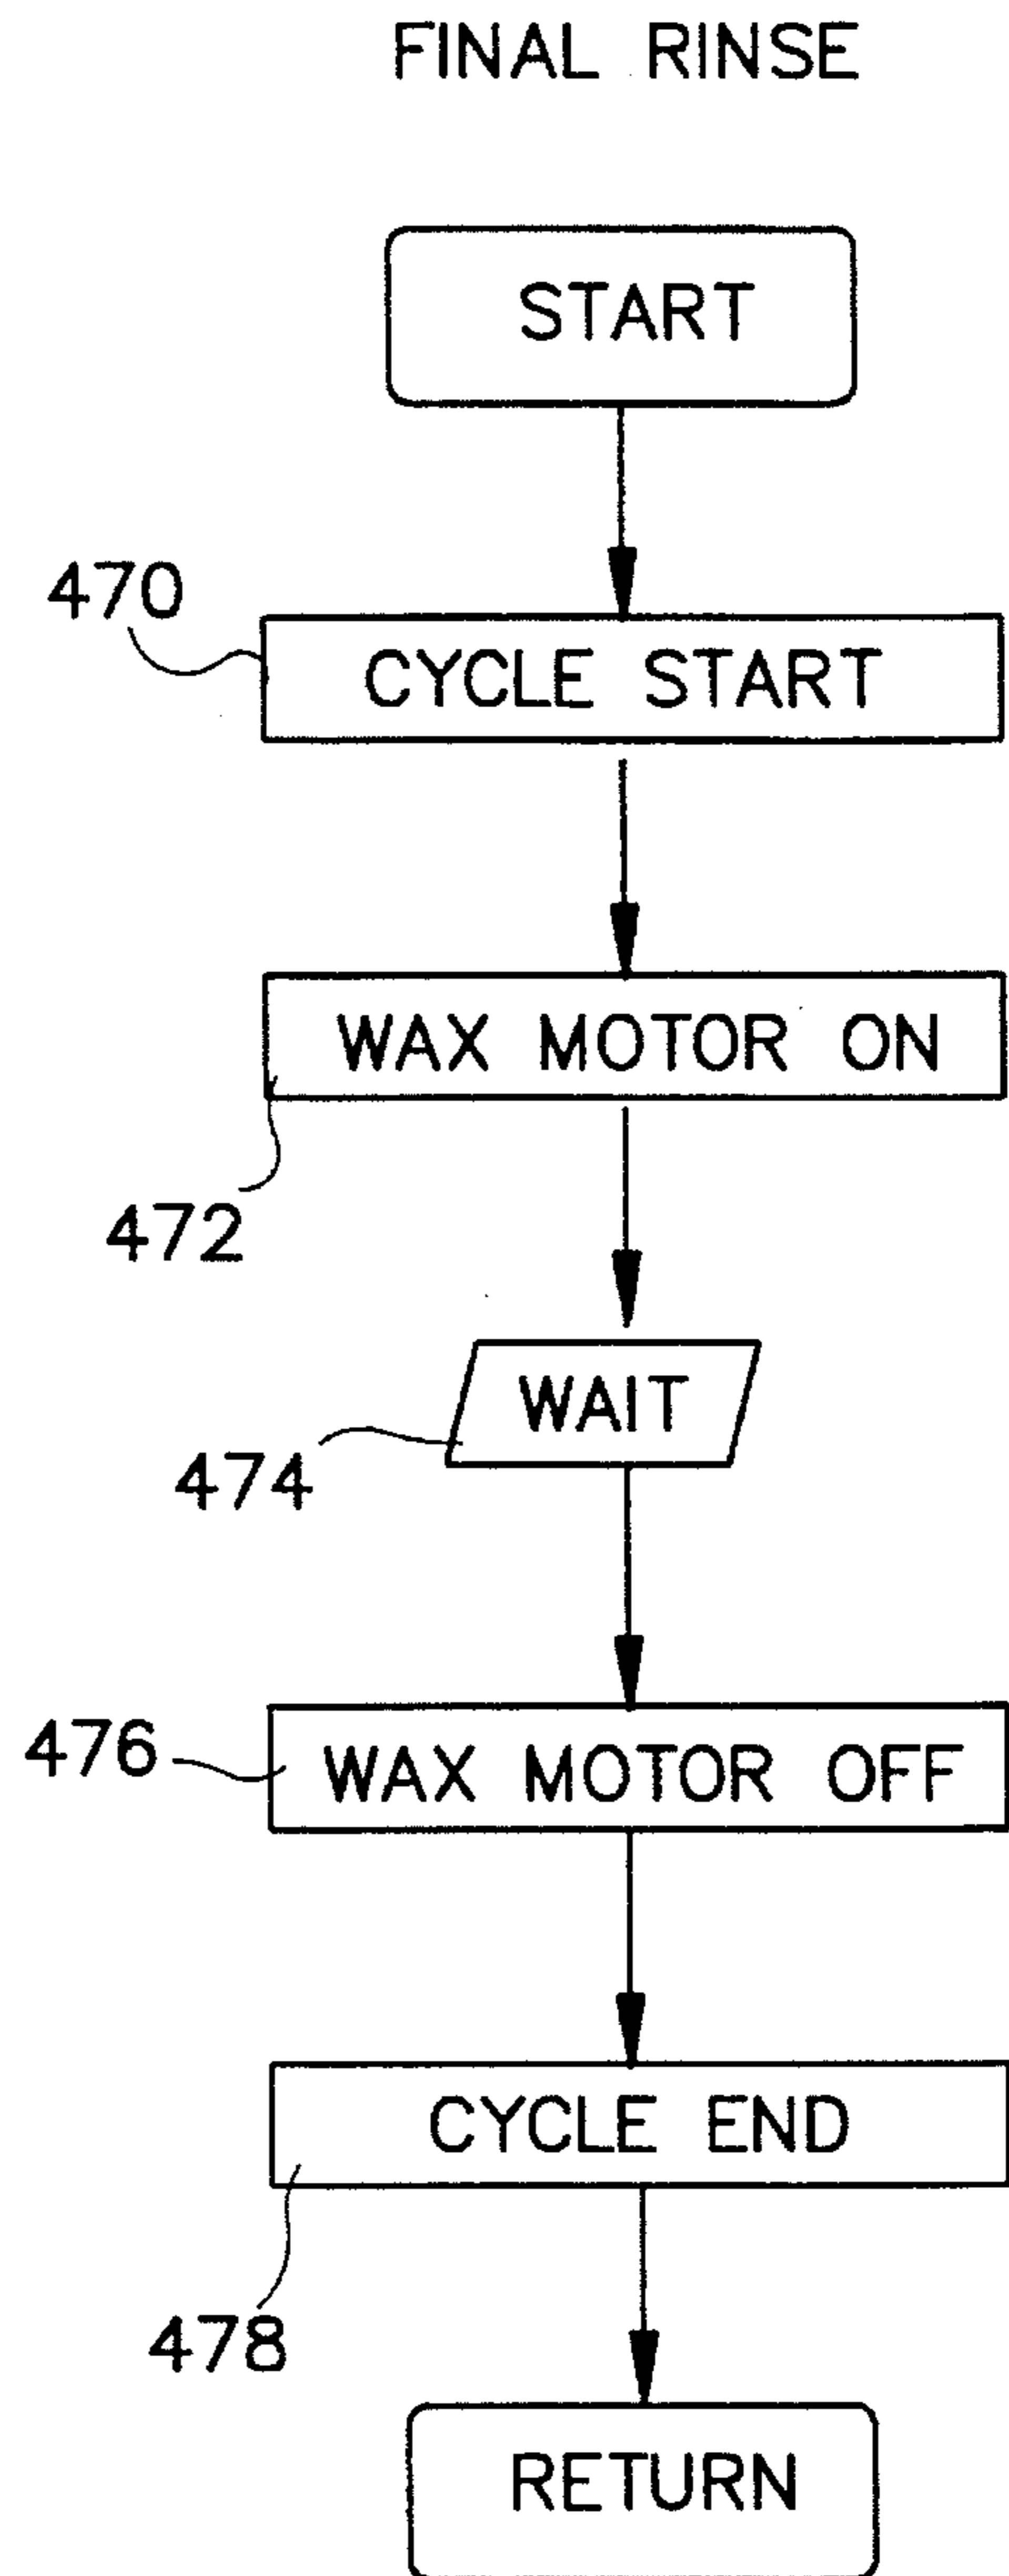 FINAL RINSE
START
470
CYCLE START
WAX MOTOR ON
472
WAIT
474
476
WAX MOTOR OFF
CYCLE END
478
RETURN